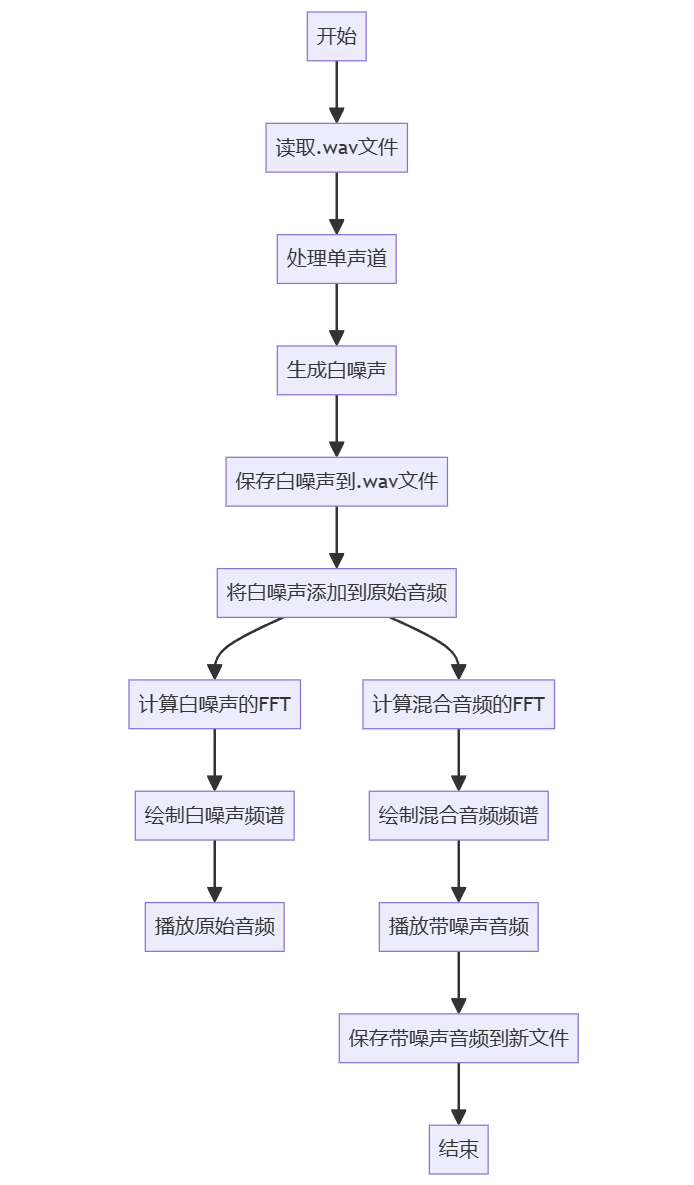 开始
读取.wav文件
处理单声道
生成白噪声
保存白噪声到.wav文件
将白噪声添加到原始音频
计算白噪声的FFT
计算混合音频的FFT
绘制白噪声频谱
绘制混合音频频谱
播放原始音频
播放带噪声音频
保存带噪声音频到新文件
结束